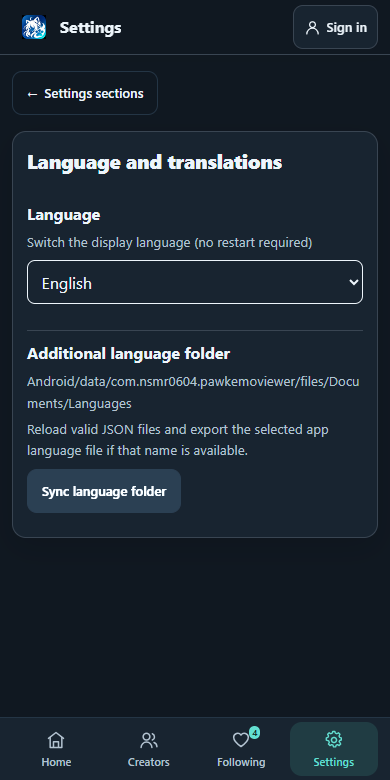 Settings
Sign in
← Settings sections
Language and translations
Language
Switch the display language (no restart required)
English
Additional language folder
Android/data/com.nsmr0604.pawkemoviewer/files/Docu
ments/Languages
Reload valid JSON files and export the selected app
language file if that name is available.
Sync language folder
4
Home
Creators
Following
Settings